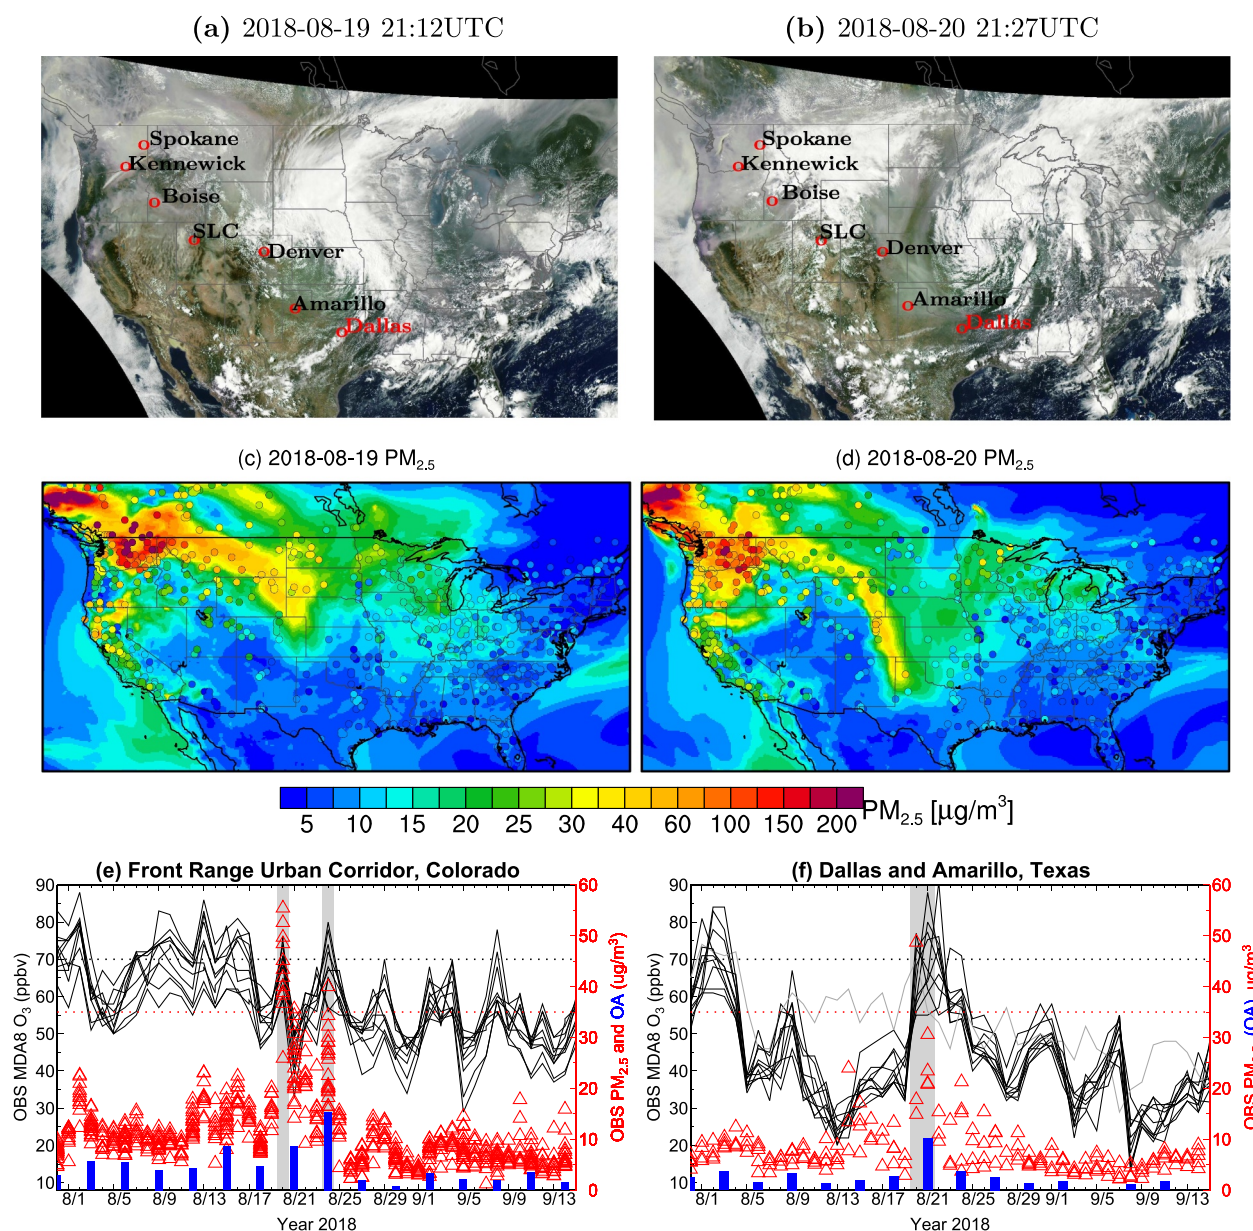 (a) 2018-08-19 21:12UTC
(b) 2018-08-20 21:27UTC
Spokane
Kennewick
Boise
SLC
Denver
Amarillo
Dallas
Spokane
Kennewick
Boise
SLC
Denver
Amarillo
Dallas
(c) 2018-08-19 PM2.5
(d) 2018-08-20 PM2.5
5 10 15 20 25 30 40 60 100 150 200
PM2.5 [µg/m3]
(e) Front Range Urban Corridor, Colorado
OBS MDA8 O3 (ppbv)
90
80
70
60
50
40
30
20
10
60
50
40
30
20
10
0
OBS PM2.5 and OA (ug/m3)
8/1 8/5 8/9 8/13 8/17 8/21 8/25 8/29 9/1 9/5 9/9 9/13
Year 2018
(f) Dallas and Amarillo, Texas
OBS MDA8 O3 (ppbv)
90
80
70
60
50
40
30
20
10
60
50
40
30
20
10
0
(OA) ug/m3
OBS PM
8/1 8/5 8/9 8/13 8/17 8/21 8/25 8/29 9/1 9/5 9/9 9/13
Year 2018